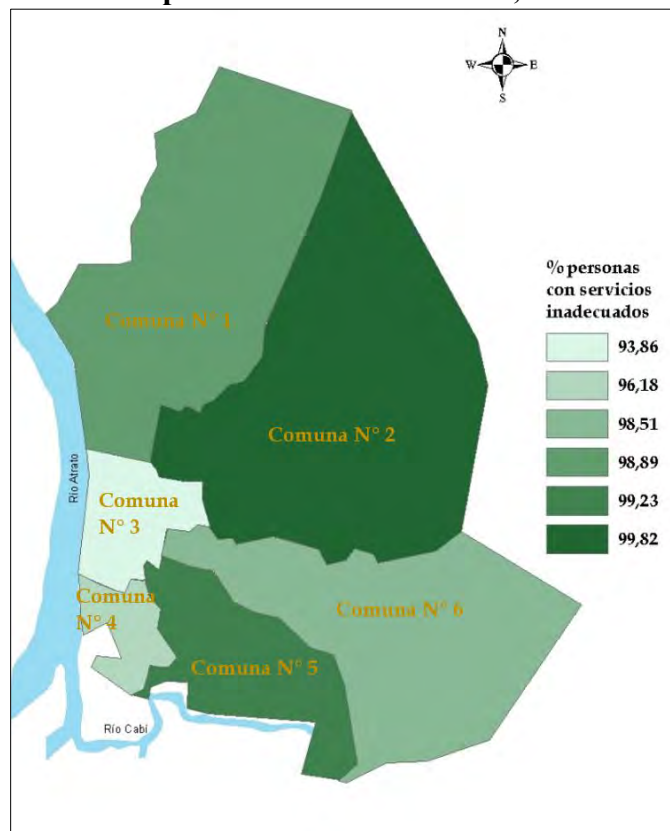 N
W E
S
% personas
con servicios
inadecuados
93,86
96,18
98,51
98,89
99,23
99,82
Comuna N° 1
Comuna N° 2
Río Atrato
Comuna
N° 3
Comuna
N° 4
Comuna N° 6
Comuna N° 5
Río Cabí